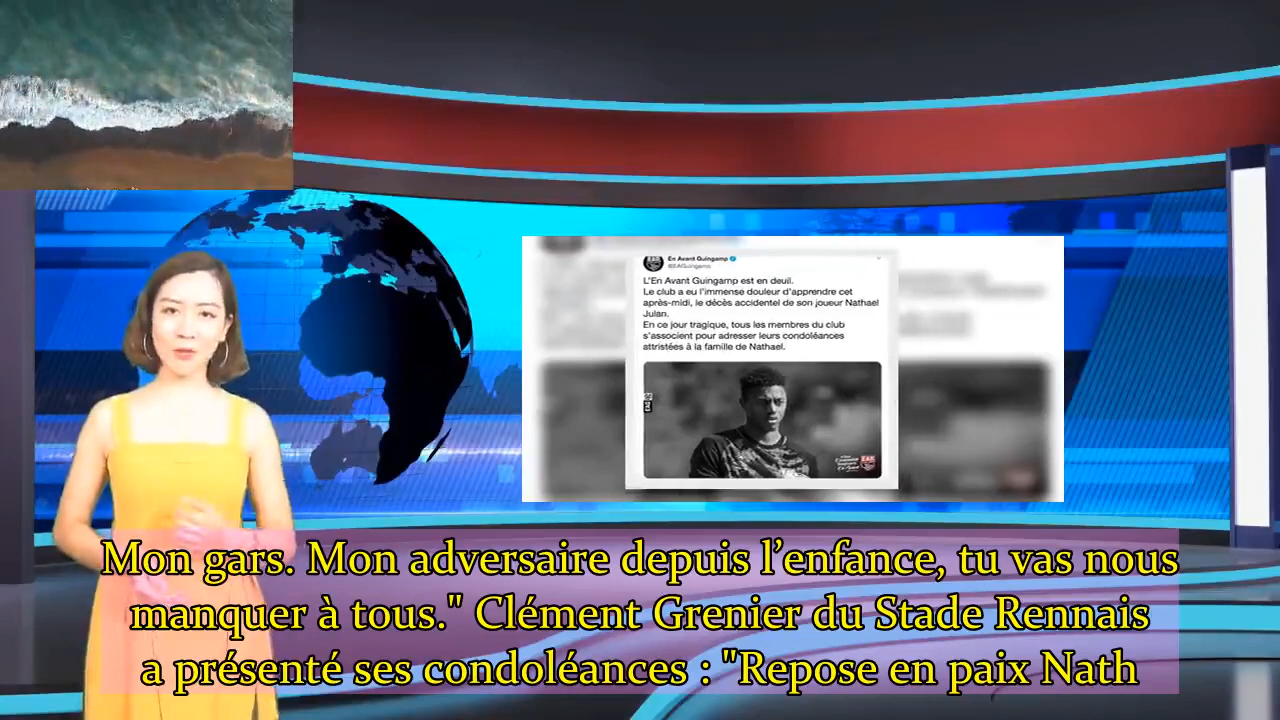 En Avant Guingamp
@EAGuingamp
L'En Avant Guingamp est en deuil.
Le club a eu l'immense douleur d'apprendre cet
après-midi, le décès accidentel de son joueur Nathael
Julan.
En ce jour tragique, tous les membres du club
s'associent pour adresser leurs condoléances
attristées à la famille de Nathael.
EAG
Mon gars. Mon adversaire depuis l’enfance, tu vas nous
manquer à tous." Clément Grenier du Stade Rennais
a présenté ses condoléances : "Repose en paix Nath